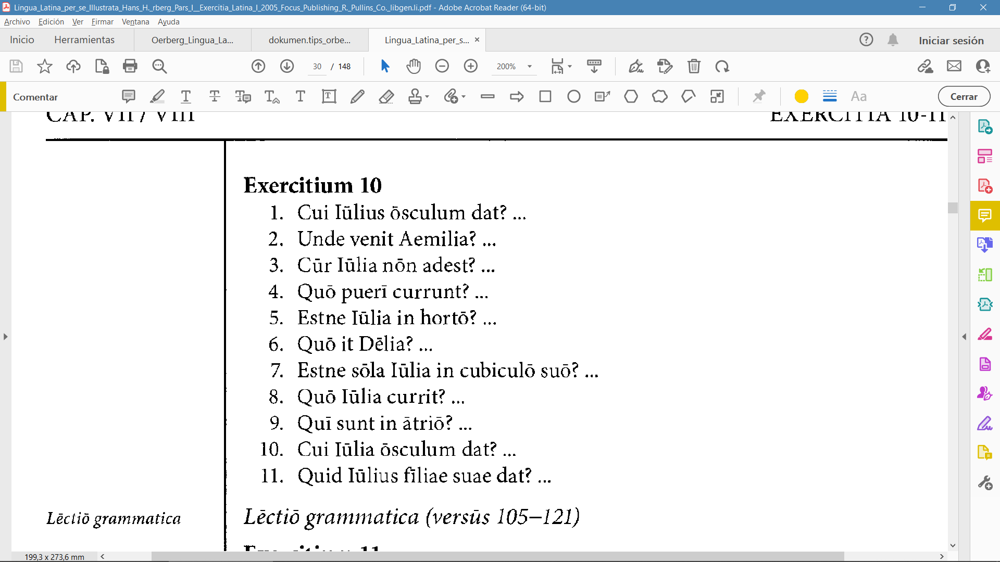 Lingua_Latina_per_se_Illustrata_Hans_H._rberg_Pars_I__Exercitia_Latina_I_2005_Focus_Publishing_R._Pullins_Co._libgen.li.pdf - Adobe Acrobat Reader (64-bit)
Archivo Edición Ver Firmar Ventana Ayuda
Inicio Herramientas Oerberg_Lingua_La... dokumen.tips_orbe... Lingua_Latina_per_s... × Iniciar sesión
30 / 148 200%
Comentar Aa Cerrar
CAP. VII / VIII EXERCITIA 10-11
Exercitium 10
1. Cui Iūlius ōsculum dat? ...
2. Unde venit Aemilia? ...
3. Cūr Iūlia nōn adest? ...
4. Quō puerī currunt? ...
5. Estne Iūlia in hortō? ...
6. Quō it Dēlia? ...
7. Estne sōla Iūlia in cubiculō suō? ...
8. Quō Iūlia currit? ...
9. Quī sunt in ātriō? ...
10. Cui Iūlia ōsculum dat? ...
11. Quid Iūlius fīliae suae dat? ...
Lēctiō grammatica Lēctiō grammatica (versūs 105–121)
Exercitium 11
199,3 x 273,6 mm